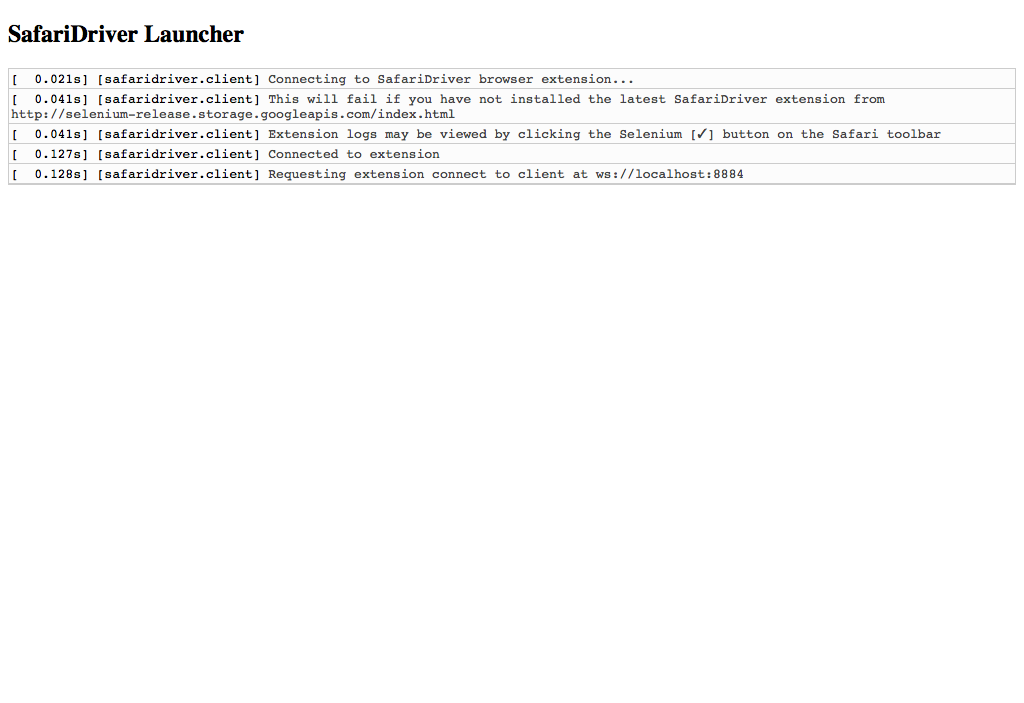 SafariDriver Launcher
[  0.021s] [safaridriver.client] Connecting to SafariDriver browser extension...
[  0.041s] [safaridriver.client] This will fail if you have not installed the latest SafariDriver extension from
http://selenium-release.storage.googleapis.com/index.html
[  0.041s] [safaridriver.client] Extension logs may be viewed by clicking the Selenium [✓] button on the Safari toolbar
[  0.127s] [safaridriver.client] Connected to extension
[  0.128s] [safaridriver.client] Requesting extension connect to client at ws://localhost:8884